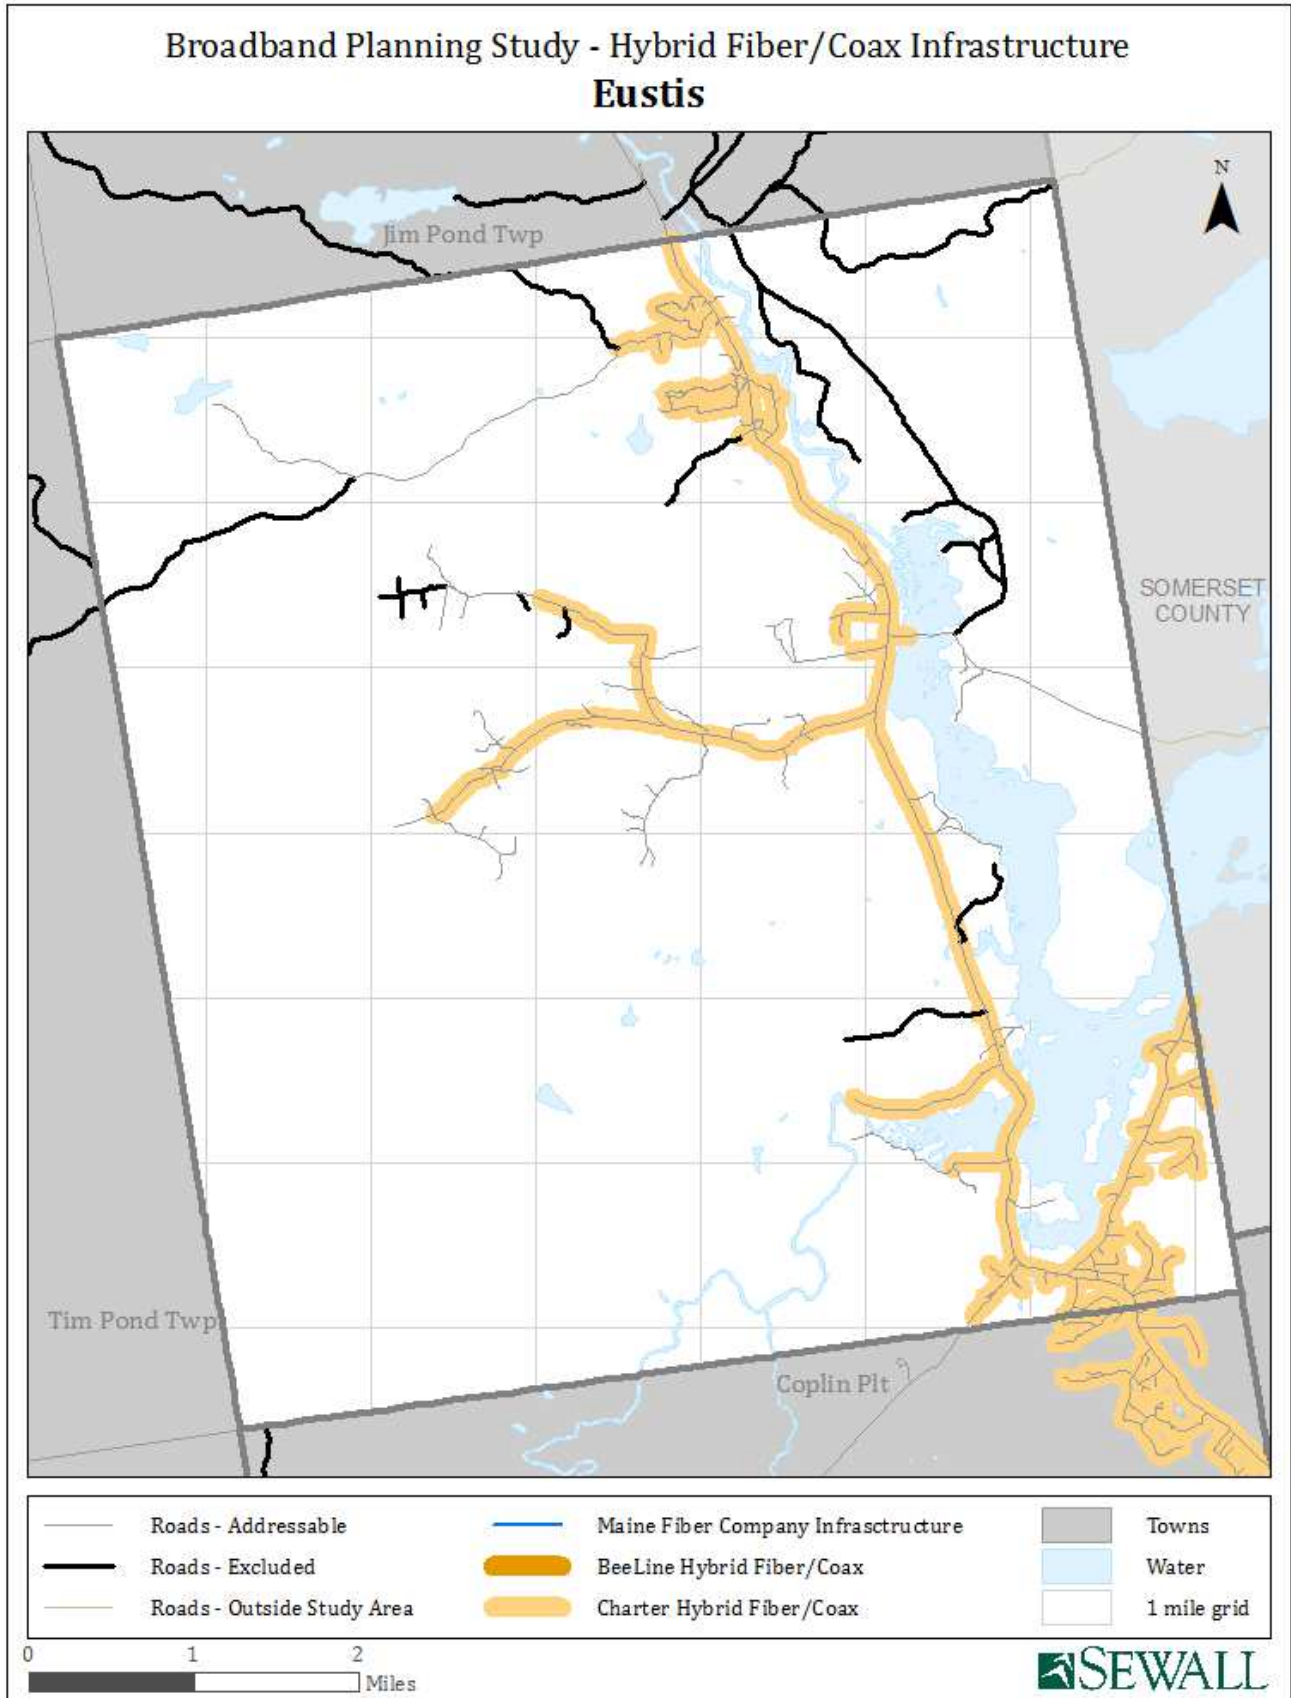 Broadband Planning Study - Hybrid Fiber/Coax Infrastructure
Eustis
N
Jim Pond Twp
SOMERSET
COUNTY
Tim Pond Twp
Coplin Plt
Roads - Addressable
Roads - Excluded
Roads - Outside Study Area
Maine Fiber Company Infrasctructure
BeeLine Hybrid Fiber/Coax
Charter Hybrid Fiber/Coax
Towns
Water
1 mile grid
0 1 2
Miles
SEWALL